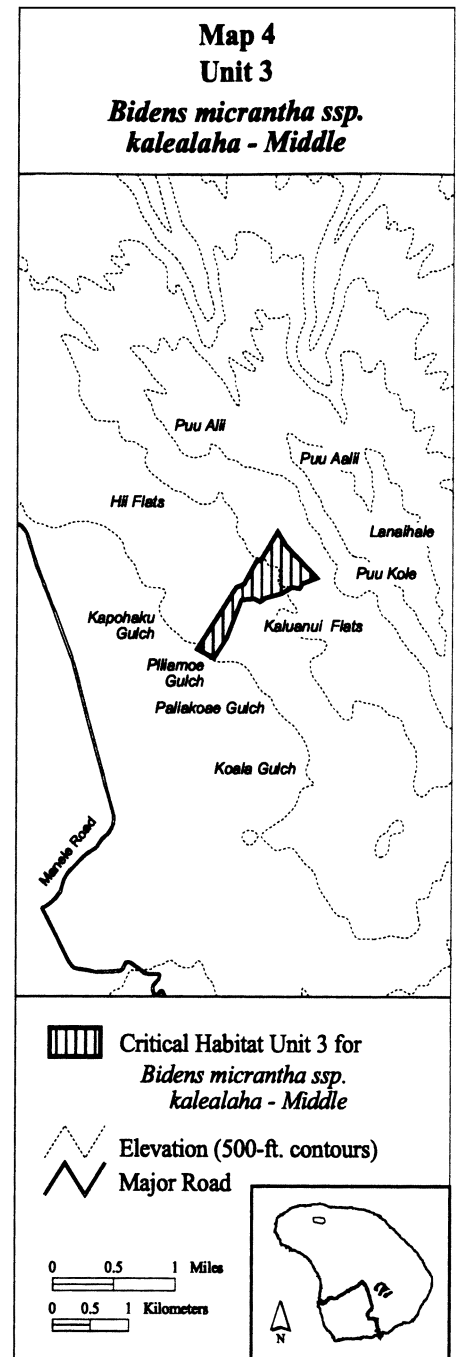 Map 4
Unit 3
Bidens micrantha ssp.
kalealaha - Middle
Puu Alii
Puu Aalii
Hii Flats
Lanaihale
Puu Kole
Kapohaku
Gulch
Kaluanui Flats
Piliamoe
Gulch
Paliakoae Gulch
Koala Gulch
Manele Road
Critical Habitat Unit 3 for
Bidens micrantha ssp.
kalealaha - Middle
Elevation (500-ft. contours)
Major Road
0 0.5 1 Miles
0 0.5 1 Kilometers
N